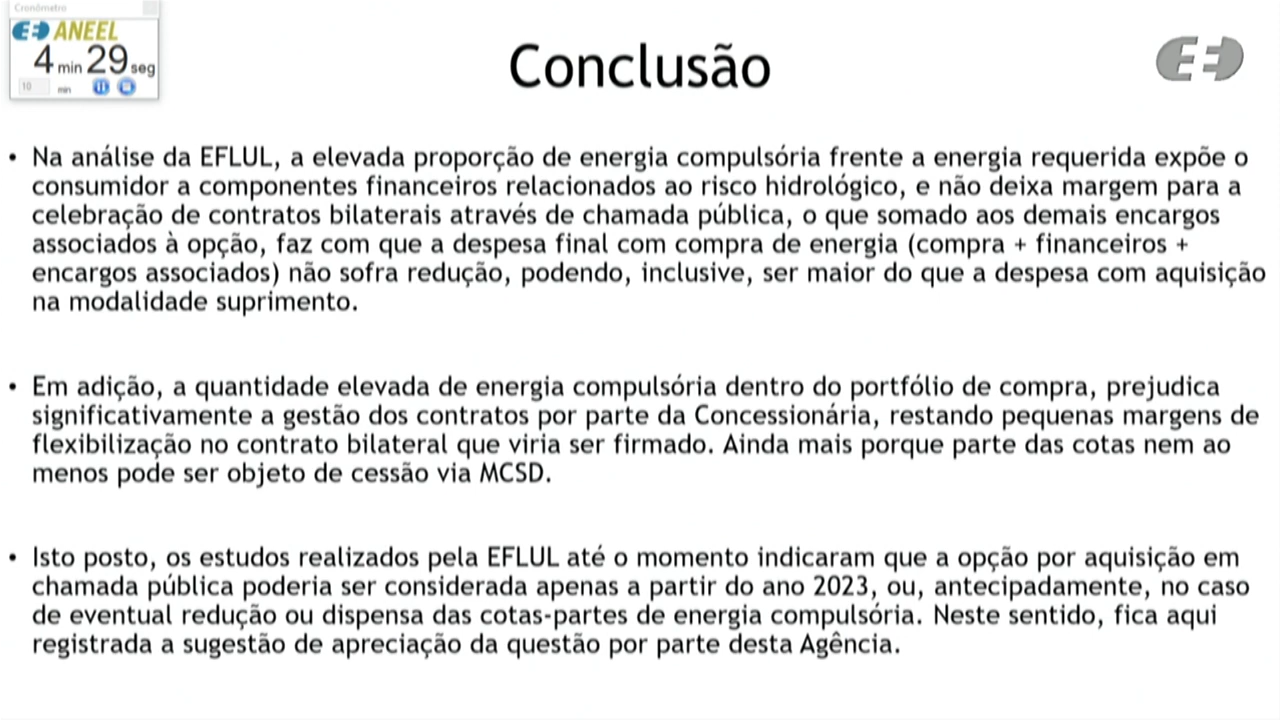 Cronômetro
ANEEL
4 min 29 seg
10 min
Conclusão
• Na análise da EFLUL, a elevada proporção de energia compulsória frente a energia requerida expõe o
consumidor a componentes financeiros relacionados ao risco hidrológico, e não deixa margem para a
celebração de contratos bilaterais através de chamada pública, o que somado aos demais encargos
associados à opção, faz com que a despesa final com compra de energia (compra + financeiros +
encargos associados) não sofra redução, podendo, inclusive, ser maior do que a despesa com aquisição
na modalidade suprimento.
• Em adição, a quantidade elevada de energia compulsória dentro do portfólio de compra, prejudica
significativamente a gestão dos contratos por parte da Concessionária, restando pequenas margens de
flexibilização no contrato bilateral que viria ser firmado. Ainda mais porque parte das cotas nem ao
menos pode ser objeto de cessão via MCSD.
• Isto posto, os estudos realizados pela EFLUL até o momento indicaram que a opção por aquisição em
chamada pública poderia ser considerada apenas a partir do ano 2023, ou, antecipadamente, no caso
de eventual redução ou dispensa das cotas-partes de energia compulsória. Neste sentido, fica aqui
registrada a sugestão de apreciação da questão por parte desta Agência.